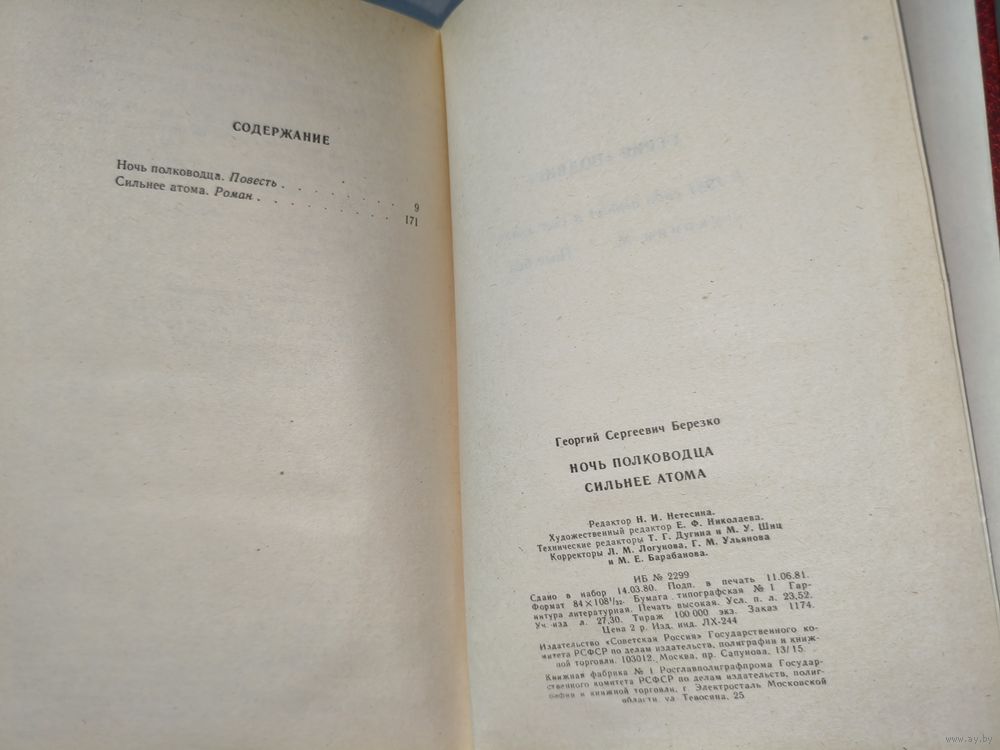 СОДЕРЖАНИЕ
Ночь полководца. Повесть . . . . . . . 9
Сильнее атома. Роман . . . . . . . . 171
Георгий Сергеевич Березко
НОЧЬ ПОЛКОВОДЦА
СИЛЬНЕЕ АТОМА
Редактор Н. И. Нетесина.
Художественный редактор Е. Ф. Николаева.
Технические редакторы Т. Г. Дугина и М. У. Шиц
Корректоры Л. М. Логунова, Г. М. Ульянова
и М. Е. Барабанова.
ИБ № 2299
Сдано в набор 14.03.80. Подп. в печать 11.06.81.
Формат 84×108¹/₃₂. Бумага типографская № 1 Гар-
нитура литературная. Печать высокая. Усл. п. л. 23,52.
Уч.-изд л. 27,30. Тираж 100 000 экз. Заказ 1174.
Цена 2 р. Изд. инд. ЛХ-244
Издательство «Советская Россия» Государственного ко-
митета РСФСР по делам издательств, полиграфии и книж-
ной торговли. 103012. Москва, пр. Сапунова, 13/15.
Книжная фабрика № 1 Росглавполиграфпрома Государ-
ственного комитета РСФСР по делам издательств, полиг-
рафии и книжной торговли, г. Электросталь Московской
области, ул. Тевосяна, 25
www.ay.by